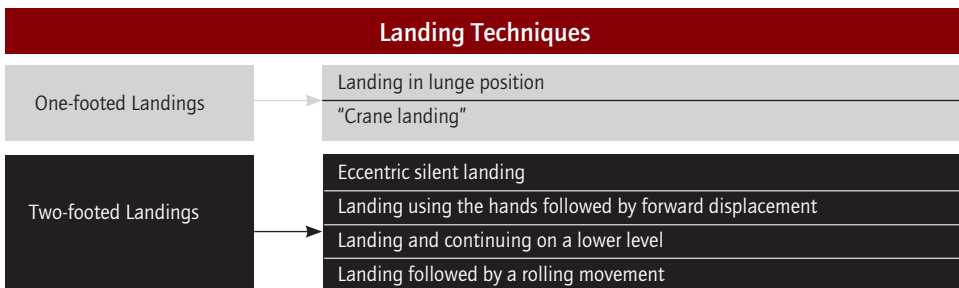 Landing Techniques
One-footed Landings
Landing in lunge position
“Crane landing”
Two-footed Landings
Eccentric silent landing
Landing using the hands followed by forward displacement
Landing and continuing on a lower level
Landing followed by a rolling movement